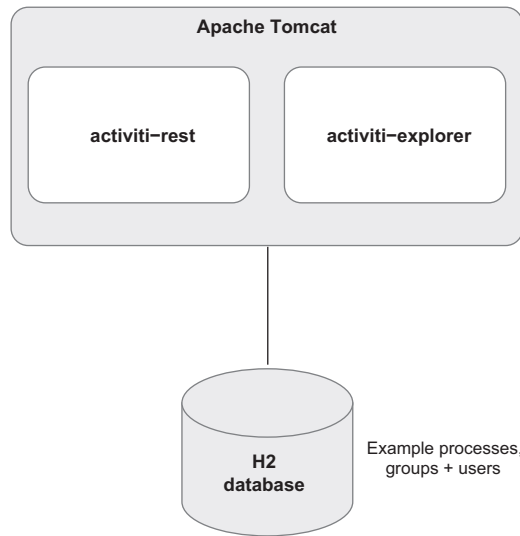 Apache Tomcat
activiti−rest
activiti−explorer
H2
database
Example processes,
groups + users